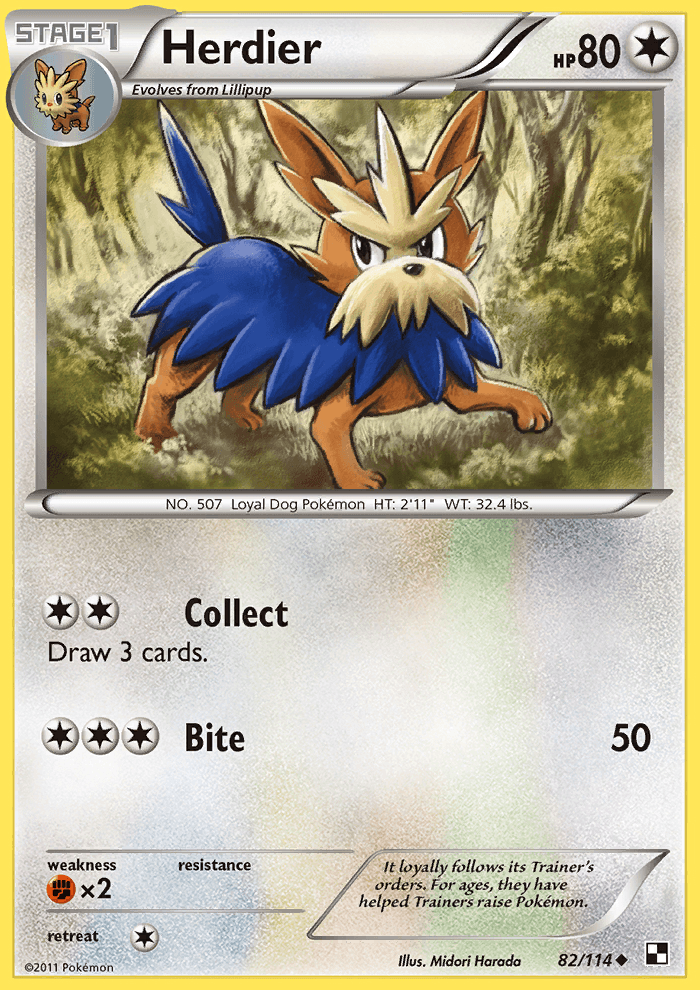 STAGE1
Herdier
HP80
Evolves from Lillipup
NO. 507 Loyal Dog Pokémon HT: 2'11" WT: 32.4 lbs.
Collect
Draw 3 cards.
Bite 50
weakness resistance
×2
retreat
It loyally follows its Trainer's
orders. For ages, they have
helped Trainers raise Pokémon.
©2011 Pokémon
Illus. Midori Harada 82/114